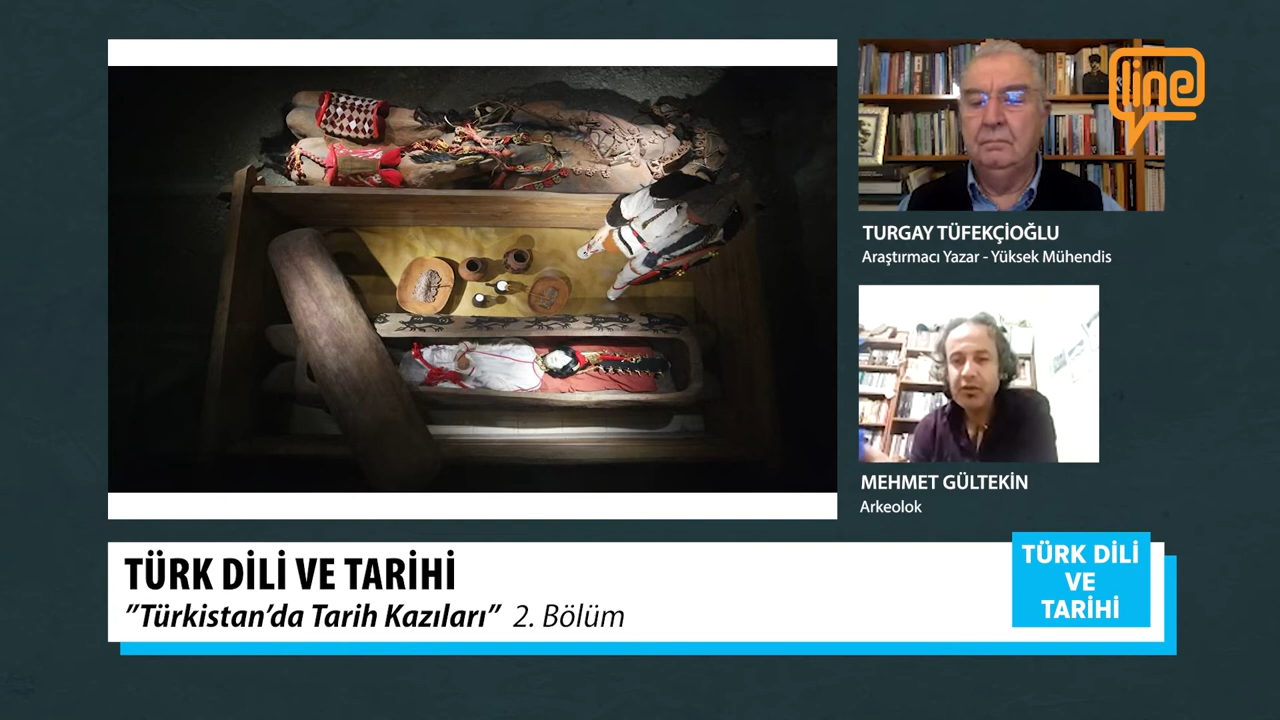 line
TURGAY TÜFEKÇİOĞLU
Araştırmacı Yazar - Yüksek Mühendis
MEHMET GÜLTEKİN
Arkeolok
TÜRK DİLİ VE TARİHİ
”Türkistan’da Tarih Kazıları” 2. Bölüm
TÜRK DİLİ
VE
TARİHİ